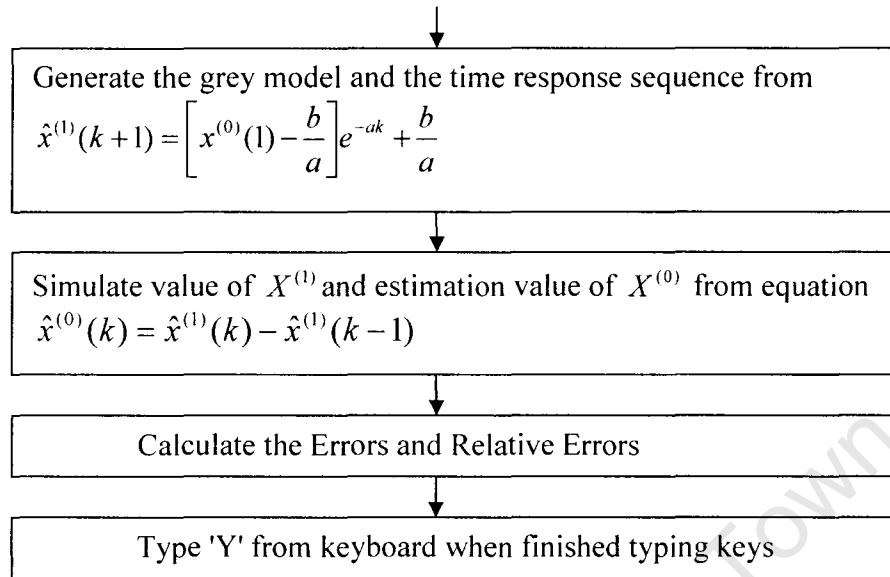 Generate the grey model and the time response sequence from
x̂⁽¹⁾(k+1) = [x⁽⁰⁾(1) − b/a]e⁻ᵃᵏ + b/a
Simulate value of X⁽¹⁾ and estimation value of X⁽⁰⁾ from equation
x̂⁽⁰⁾(k) = x̂⁽¹⁾(k) − x̂⁽¹⁾(k−1)
Calculate the Errors and Relative Errors
Type 'Y' from keyboard when finished typing keys
Town